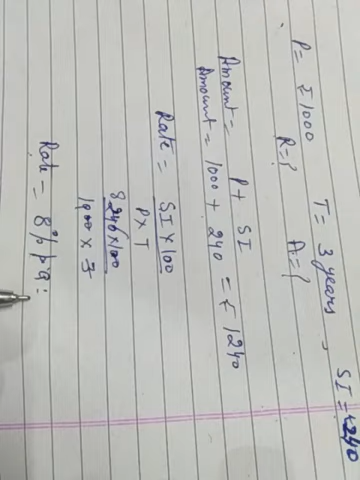 P = ₹1000 T = 3 years, SI = 240
R = ? A = ?
Amount = P + SI
Amount = 1000 + 240 = ₹ 1240
Rate = SI × 100
P × T
8 240 × 100
1000 × 3
Rate = 8% p.a.